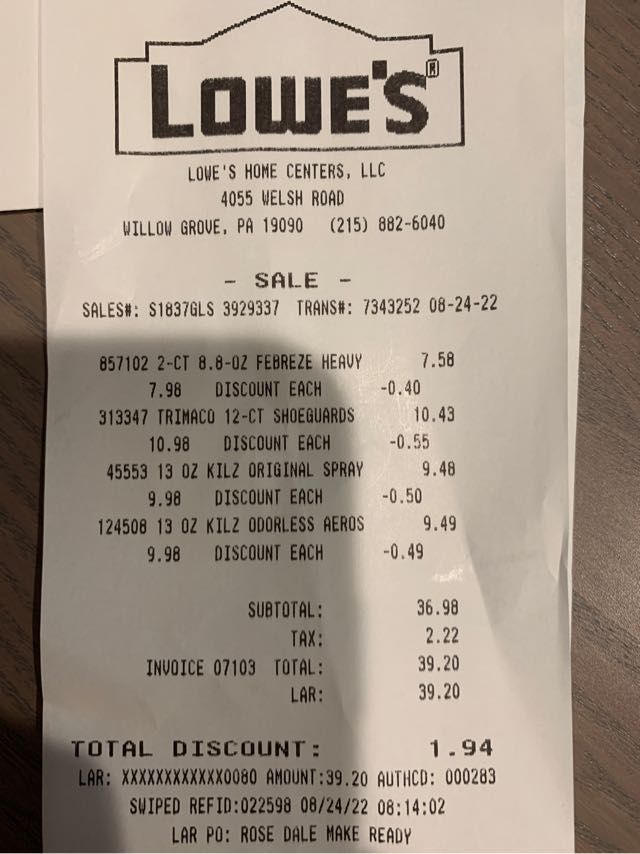 LOWE'S®
LOWE'S HOME CENTERS, LLC
4055 WELSH ROAD
WILLOW GROVE, PA 19090 (215) 882-6040
- SALE -
SALES#: S1837GLS 3929337 TRANS#: 7343252 08-24-22
857102 2-CT 8.8-OZ FEBREZE HEAVY 7.58
7.98 DISCOUNT EACH -0.40
313347 TRIMACO 12-CT SHOEGUARDS 10.43
10.98 DISCOUNT EACH -0.55
45553 13 OZ KILZ ORIGINAL SPRAY 9.48
9.98 DISCOUNT EACH -0.50
124508 13 OZ KILZ ODORLESS AEROS 9.49
9.98 DISCOUNT EACH -0.49
SUBTOTAL: 36.98
TAX: 2.22
INVOICE 07103 TOTAL: 39.20
LAR: 39.20
TOTAL DISCOUNT: 1.94
LAR: XXXXXXXXXXXX0080 AMOUNT:39.20 AUTHCD: 000283
SWIPED REFID:022598 08/24/22 08:14:02
LAR PO: ROSE DALE MAKE READY